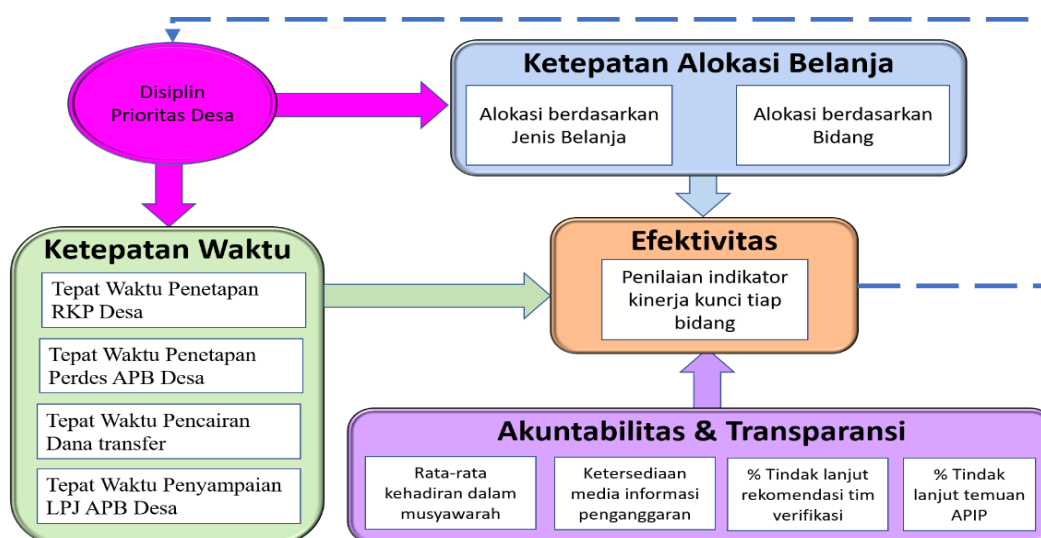 Disiplin
Prioritas Desa
Ketepatan Alokasi Belanja
Alokasi berdasarkan
Jenis Belanja
Alokasi berdasarkan
Bidang
Ketepatan Waktu
Tepat Waktu Penetapan
RKP Desa
Tepat Waktu Penetapan
Perdes APB Desa
Tepat Waktu Pencairan
Dana transfer
Tepat Waktu Penyampaian
LPJ APB Desa
Efektivitas
Penilaian indikator
kinerja kunci tiap
bidang
Akuntabilitas & Transparansi
Rata-rata
kehadiran dalam
musyawarah
Ketersediaan
media informasi
penganggaran
% Tindak lanjut
rekomendasi tim
verifikasi
% Tindak
lanjut temuan
APIP